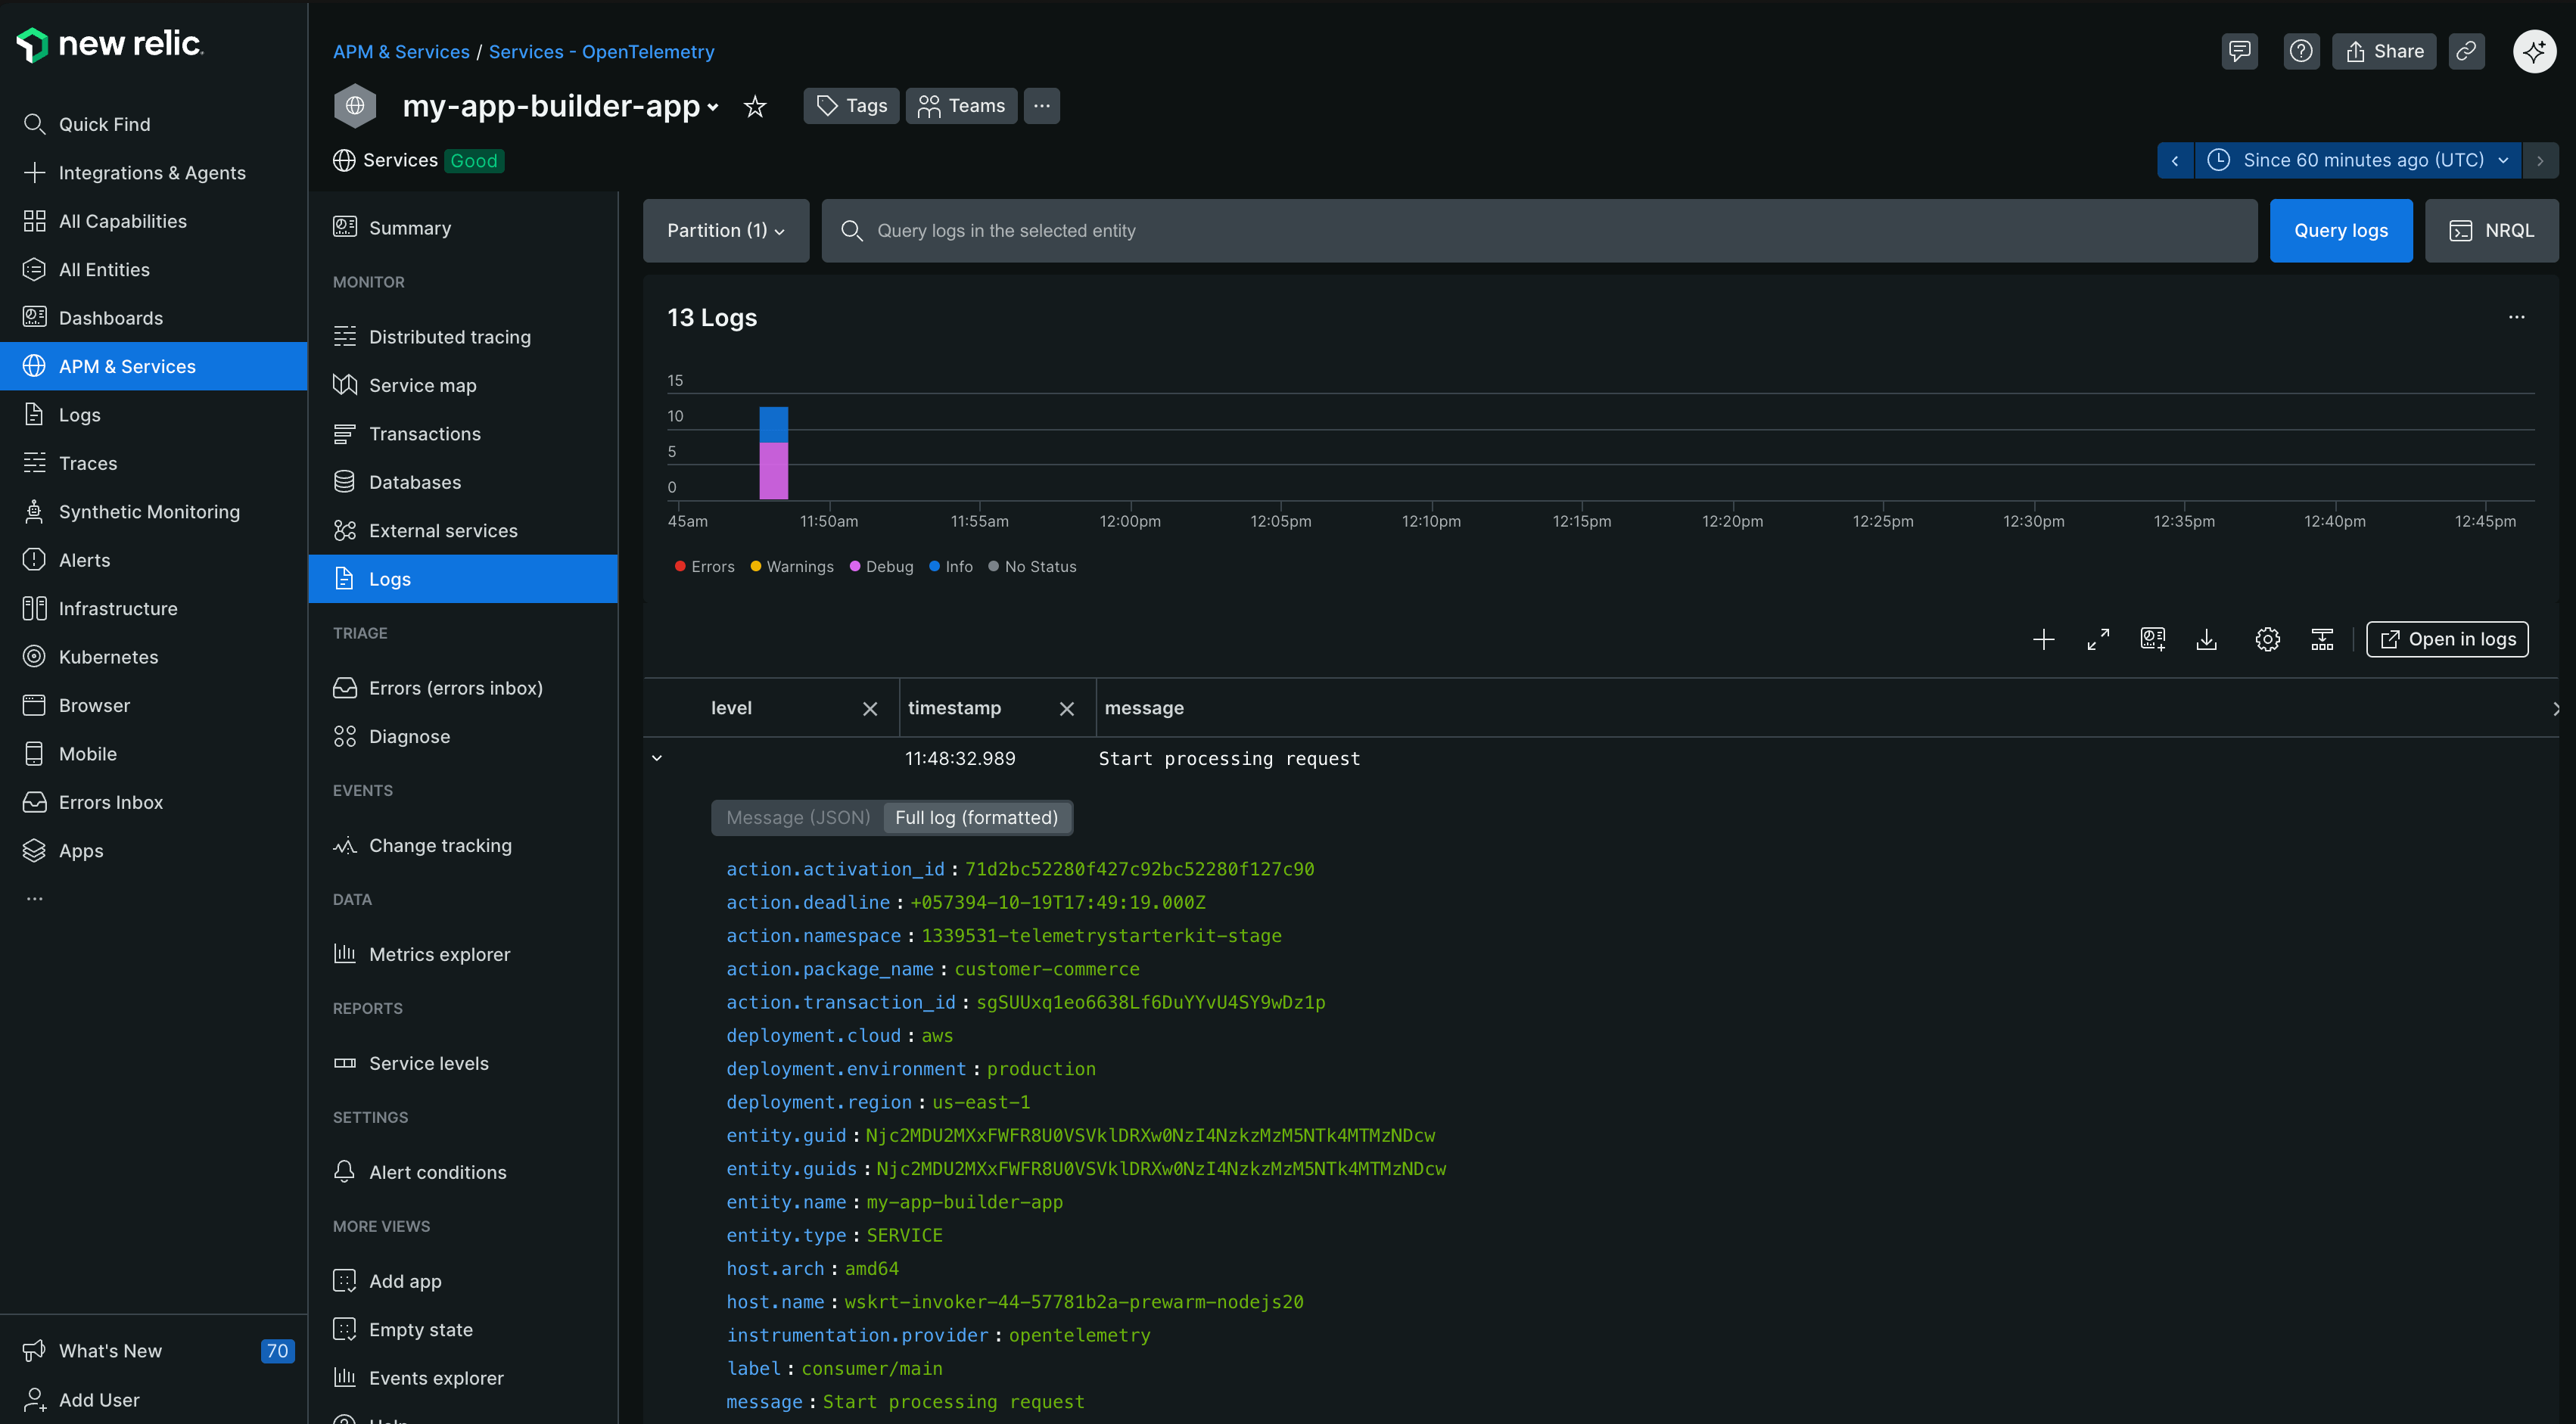 new relic.
Quick Find
Integrations & Agents
All Capabilities
All Entities
Dashboards
APM & Services
Logs
Traces
Synthetic Monitoring
Alerts
Infrastructure
Kubernetes
Browser
Mobile
Errors Inbox
Apps
...
What's New 70
Add User
APM & Services / Services - OpenTelemetry
Share
my-app-builder-app
Tags
Teams
...
Services Good
Since 60 minutes ago (UTC)
Summary
MONITOR
Distributed tracing
Service map
Transactions
Databases
External services
Logs
TRIAGE
Errors (errors inbox)
Diagnose
EVENTS
Change tracking
DATA
Metrics explorer
REPORTS
Service levels
SETTINGS
Alert conditions
MORE VIEWS
Add app
Empty state
Events explorer
Help
Partition (1)
Query logs in the selected entity
Query logs
NRQL
13 Logs
...
15
10
5
0
45am 11:50am 11:55am 12:00pm 12:05pm 12:10pm 12:15pm 12:20pm 12:25pm 12:30pm 12:35pm 12:40pm 12:45pm
Errors Warnings Debug Info No Status
Open in logs
level timestamp message
11:48:32.989 Start processing request
Message (JSON) Full log (formatted)
action.activation_id : 71d2bc52280f427c92bc52280f127c90
action.deadline : +057394-10-19T17:49:19.000Z
action.namespace : 1339531-telemetrystarterkit-stage
action.package_name : customer-commerce
action.transaction_id : sgSUUxq1eo6638Lf6DuYYvU4SY9wDz1p
deployment.cloud : aws
deployment.environment : production
deployment.region : us-east-1
entity.guid : Njc2MDU2MXxFWFR8U0VSVklDRXw0NzI4NzkzMzM5NTk4MTMzNDcw
entity.guids : Njc2MDU2MXxFWFR8U0VSVklDRXw0NzI4NzkzMzM5NTk4MTMzNDcw
entity.name : my-app-builder-app
entity.type : SERVICE
host.arch : amd64
host.name : wskrt-invoker-44-57781b2a-prewarm-nodejs20
instrumentation.provider : opentelemetry
label : consumer/main
message : Start processing request